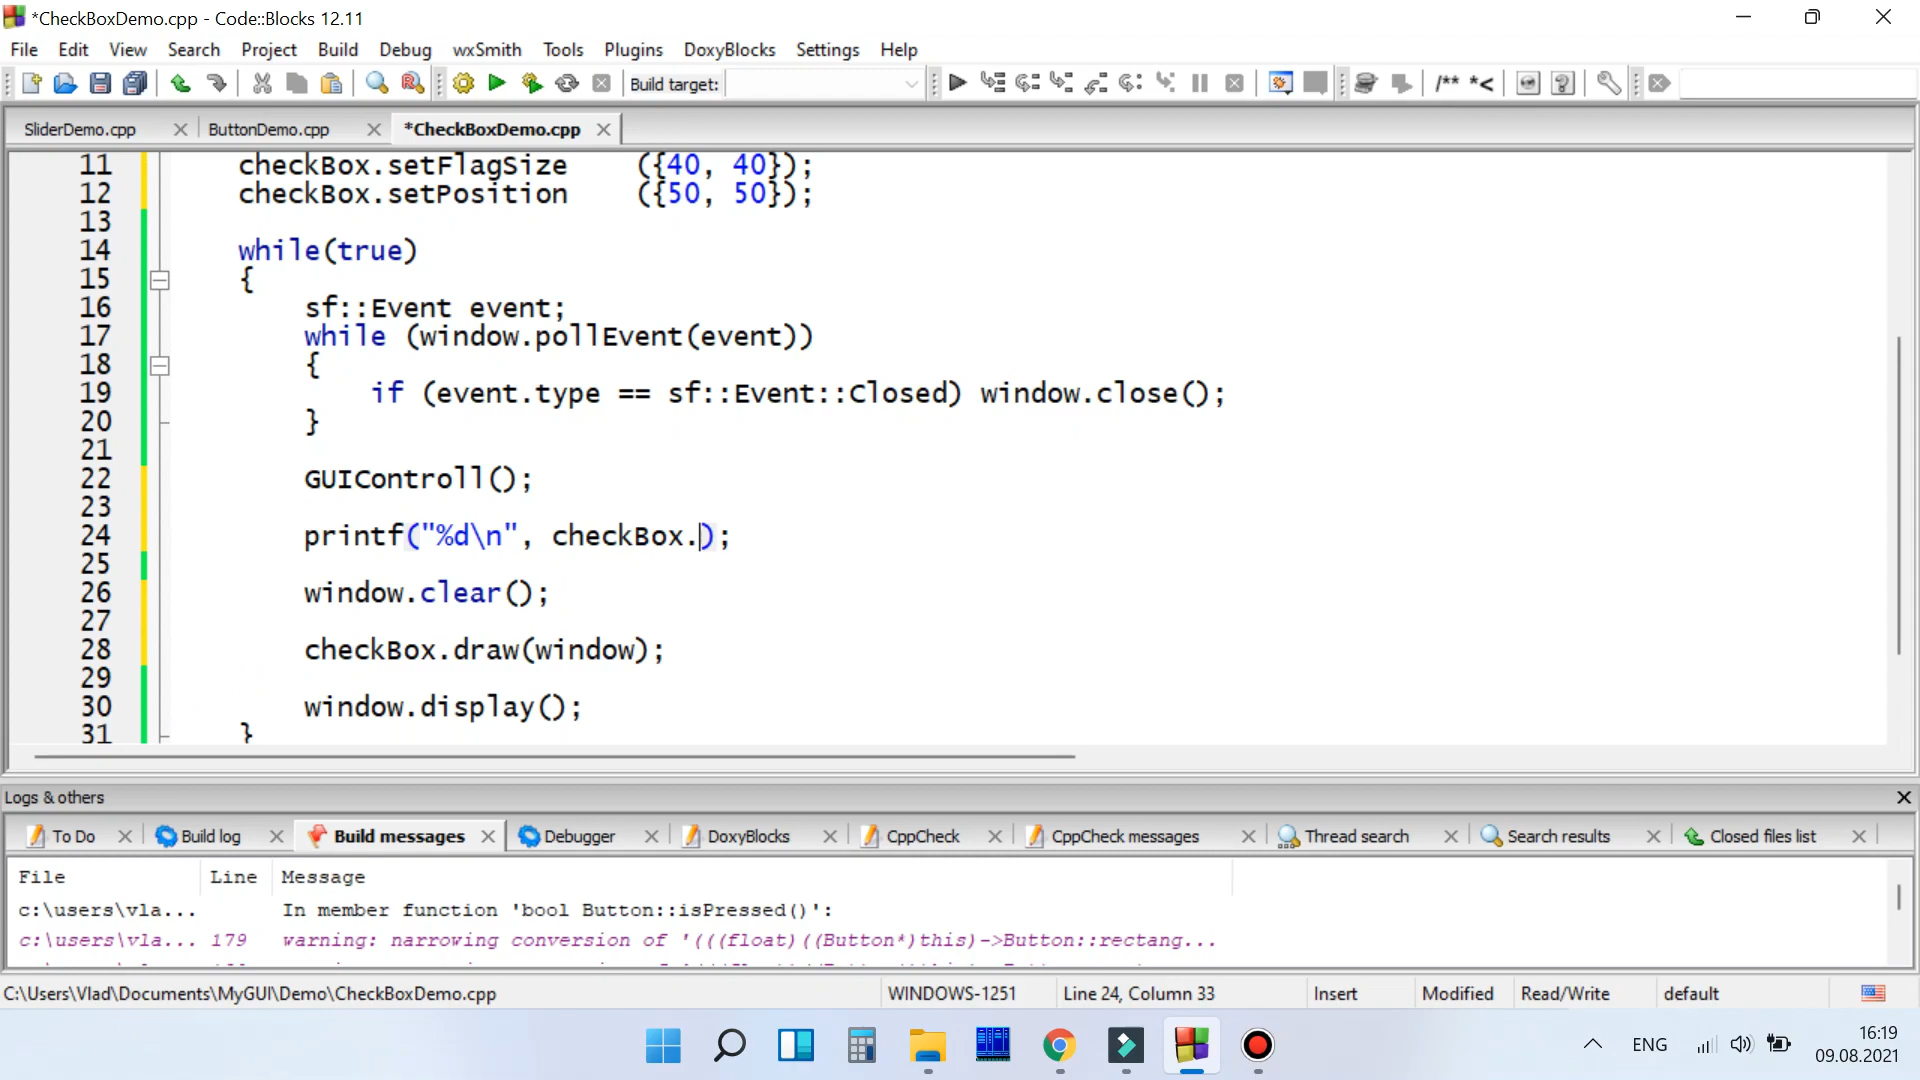 *CheckBoxDemo.cpp - Code::Blocks 12.11
File Edit View Search Project Build Debug wxSmith Tools Plugins DoxyBlocks Settings Help
Build target: /** *<
SliderDemo.cpp ButtonDemo.cpp *CheckBoxDemo.cpp
11 checkBox.setFlagSize ({40, 40});
12 checkBox.setPosition ({50, 50});
13
14 while(true)
15 {
16 sf::Event event;
17 while (window.pollEvent(event))
18 {
19 if (event.type == sf::Event::Closed) window.close();
20 }
21
22 GUIControll();
23
24 printf("%d\n", checkBox.);
25
26 window.clear();
27
28 checkBox.draw(window);
29
30 window.display();
31 }
Logs & others
To Do Build log Build messages Debugger DoxyBlocks CppCheck CppCheck messages Thread search Search results Closed files list
File Line Message
c:\users\vla... In member function 'bool Button::isPressed()':
c:\users\vla... 179 warning: narrowing conversion of '(((float)((Button*)this)->Button::rectang...
C:\Users\Vlad\Documents\MyGUI\Demo\CheckBoxDemo.cpp WINDOWS-1251 Line 24, Column 33 Insert Modified Read/Write default
ENG 16:19
09.08.2021